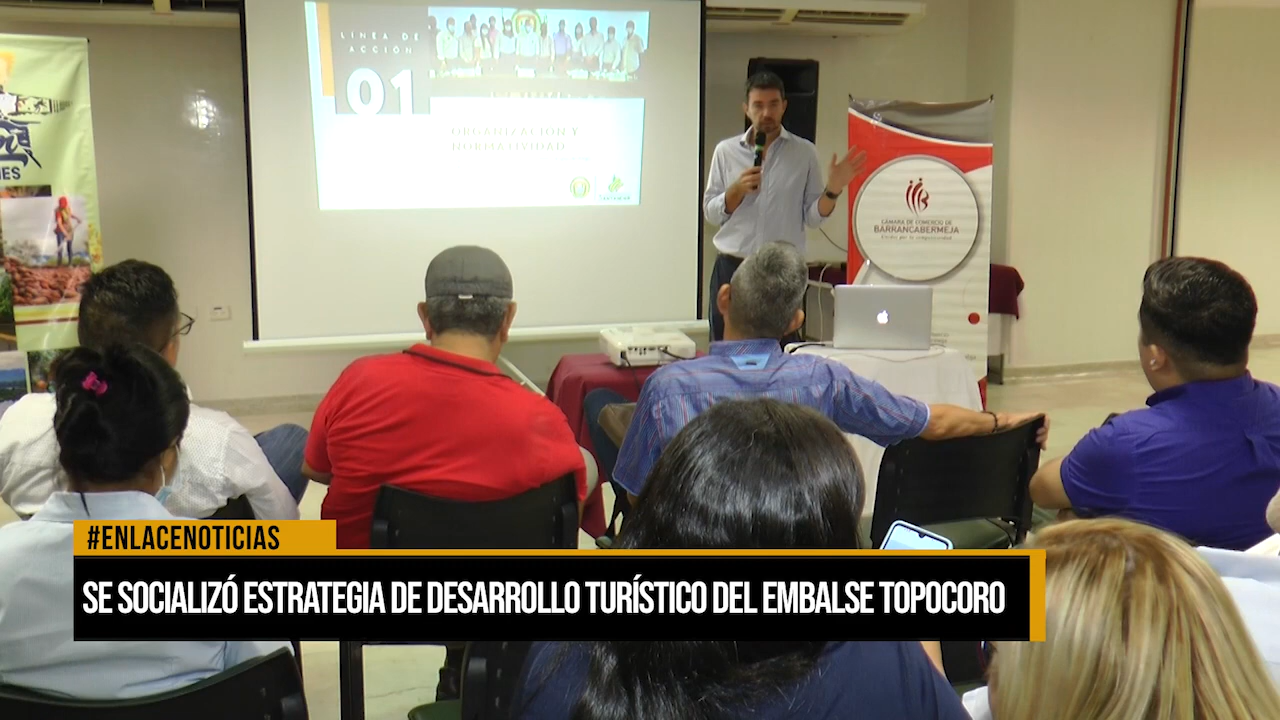 LÍNEA DE
ACCIÓN
01
ORGANIZACIÓN Y
NORMATIVIDAD
CÁMARA DE COMERCIO DE
BARRANCABERMEJA
#ENLACENOTICIAS
SE SOCIALIZÓ ESTRATEGIA DE DESARROLLO TURÍSTICO DEL EMBALSE TOPOCORO